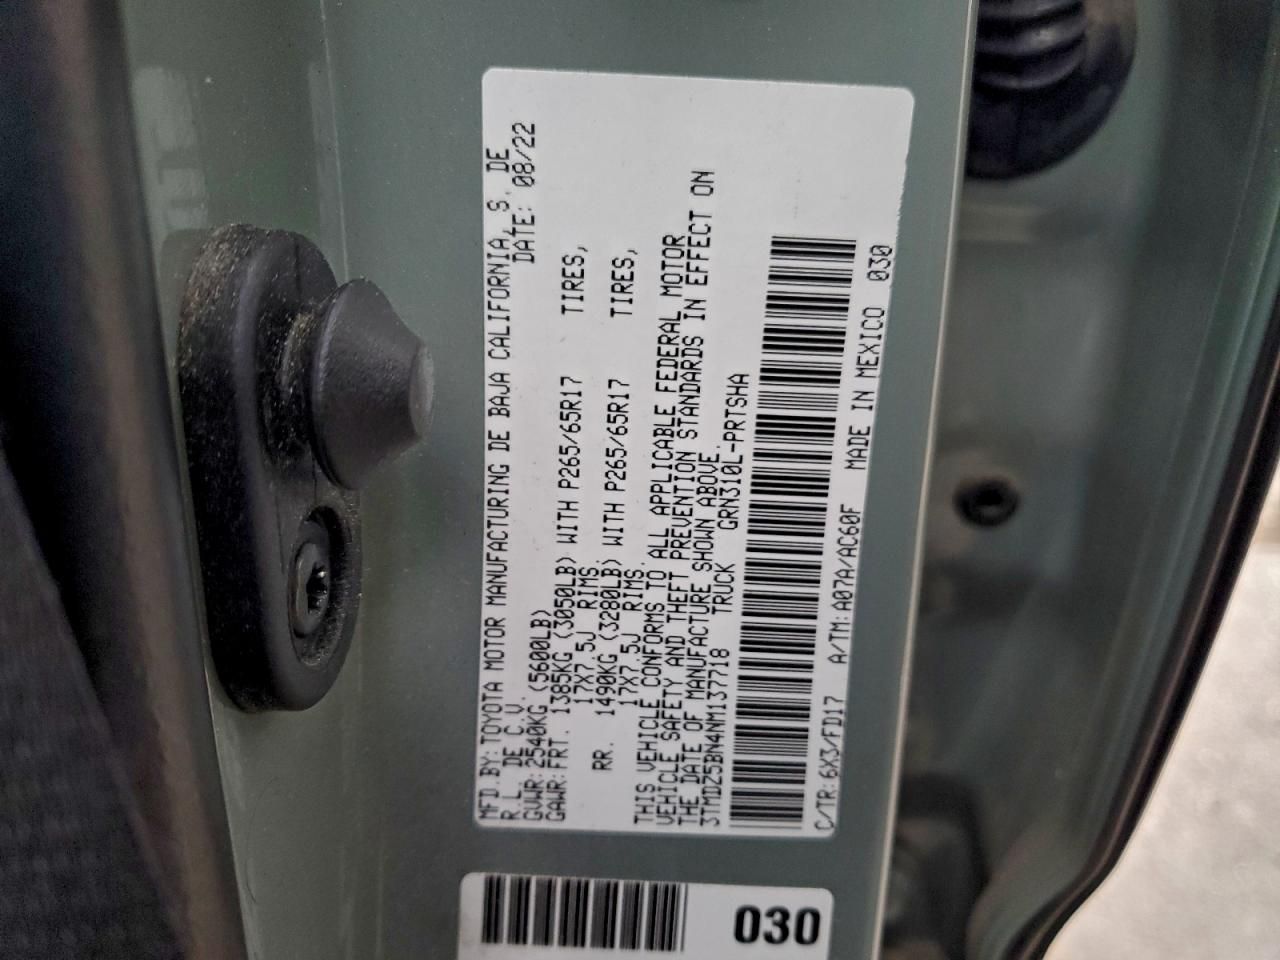 MFD.BY: TOYOTA MOTOR MANUFACTURING DE BAJA CALIFORNIA, S. DE
R.L. DE C.V. DATE: 08/22
GVWR: 2540KG (5600LB)
GAWR: FRT. 1385KG (3050LB) WITH P265/65R17 TIRES,
17X7.5J RIMS.
RR. 1490KG (3280LB) WITH P265/65R17 TIRES,
17X7.5J RIMS.
THIS VEHICLE CONFORMS TO ALL APPLICABLE FEDERAL MOTOR
VEHICLE SAFETY AND THEFT PREVENTION STANDARDS IN EFFECT ON
THE DATE OF MANUFACTURE SHOWN ABOVE.
3TMDZ5BN4NM137718 TRUCK GRN310L-PRTSHA
C/TR: 6X3/FD17 A/TM: A07A/AC60F MADE IN MEXICO 030
030